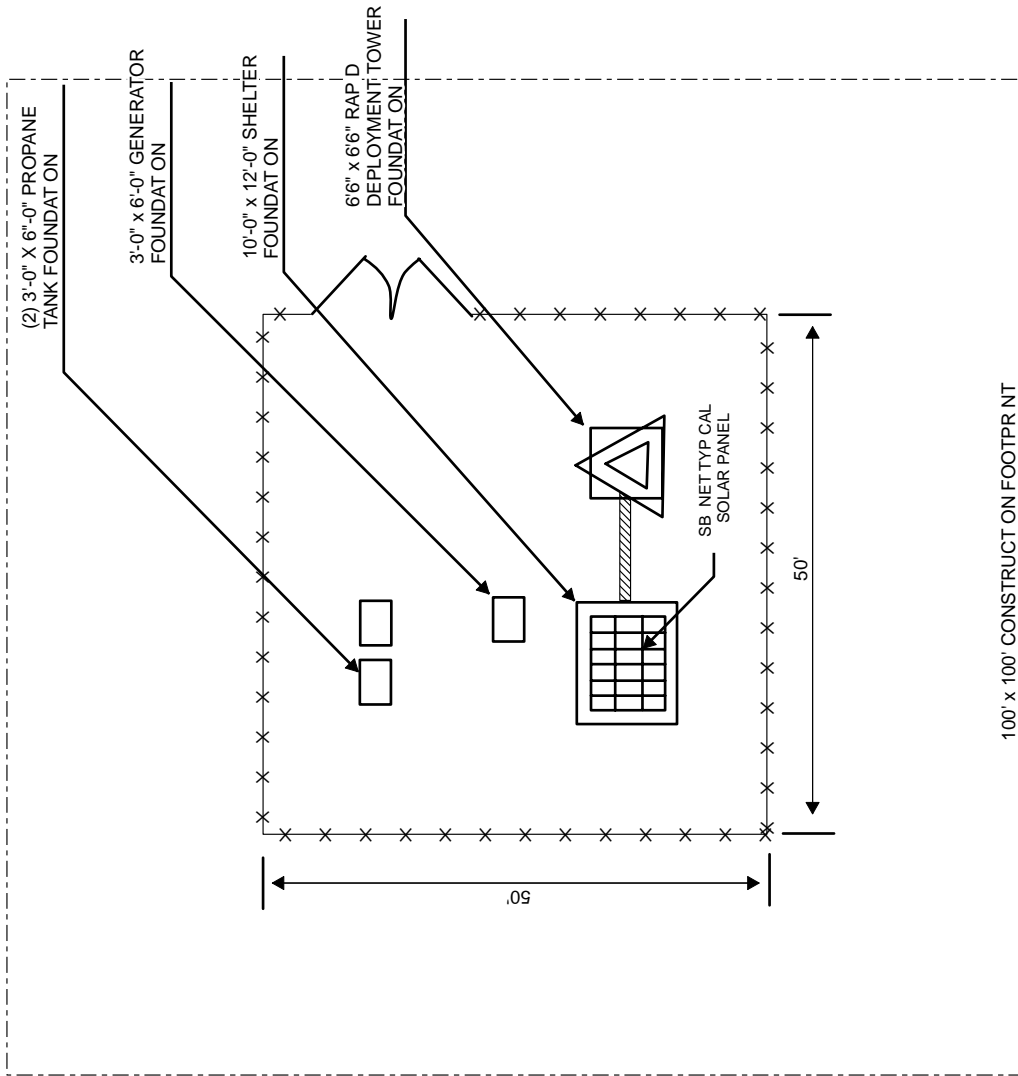 (2) 3'-0" X 6"-0" PROPANE
TANK FOUNDAT ON
3'-0" x 6'-0" GENERATOR
FOUNDAT ON
10'-0" x 12'-0" SHELTER
FOUNDAT ON
6'6" x 6'6" RAP D
DEPLOYMENT TOWER
FOUNDAT ON
SB NETTYP CAL
SOLAR PANEL
50'
50'
100' x 100' CONSTRUCT ON FOOTPR NT